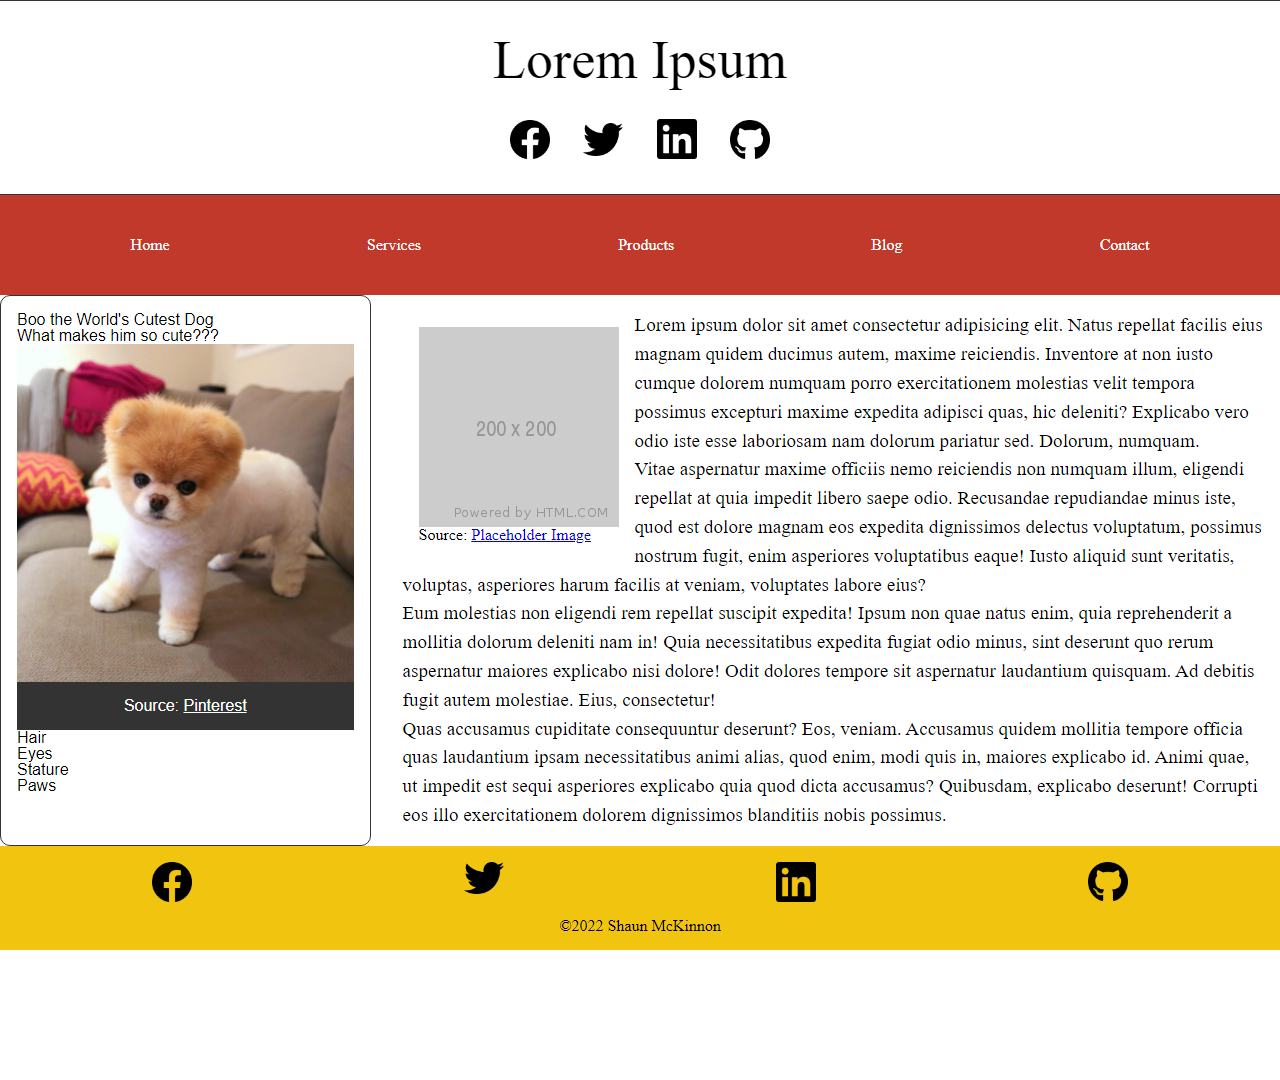 Lorem Ipsum
Home
Services
Products
Blog
Contact
Boo the World's Cutest Dog
What makes him so cute???
Source: Pinterest
Hair
Eyes
Stature
Paws
200 x 200
Powered by HTML.COM
Source: Placeholder Image
Lorem ipsum dolor sit amet consectetur adipisicing elit. Natus repellat facilis eius
magnam quidem ducimus autem, maxime reiciendis. Inventore at non iusto
cumque dolorem numquam porro exercitationem molestias velit tempora
possimus excepturi maxime expedita adipisci quas, hic deleniti? Explicabo vero
odio iste esse laboriosam nam dolorum pariatur sed. Dolorum, numquam.
Vitae aspernatur maxime officiis nemo reiciendis non numquam illum, eligendi
repellat at quia impedit libero saepe odio. Recusandae repudiandae minus iste,
quod est dolore magnam eos expedita dignissimos delectus voluptatum, possimus
nostrum fugit, enim asperiores voluptatibus eaque! Iusto aliquid sunt veritatis,
voluptas, asperiores harum facilis at veniam, voluptates labore eius?
Eum molestias non eligendi rem repellat suscipit expedita! Ipsum non quae natus enim, quia reprehenderit a
mollitia dolorum deleniti nam in! Quia necessitatibus expedita fugiat odio minus, sint deserunt quo rerum
aspernatur maiores explicabo nisi dolore! Odit dolores tempore sit aspernatur laudantium quisquam. Ad debitis
fugit autem molestiae. Eius, consectetur!
Quas accusamus cupiditate consequuntur deserunt? Eos, veniam. Accusamus quidem mollitia tempore officia
quas laudantium ipsam necessitatibus animi alias, quod enim, modi quis in, maiores explicabo id. Animi quae,
ut impedit est sequi asperiores explicabo quia quod dicta accusamus? Quibusdam, explicabo deserunt! Corrupti
eos illo exercitationem dolorem dignissimos blanditiis nobis possimus.
©2022 Shaun McKinnon